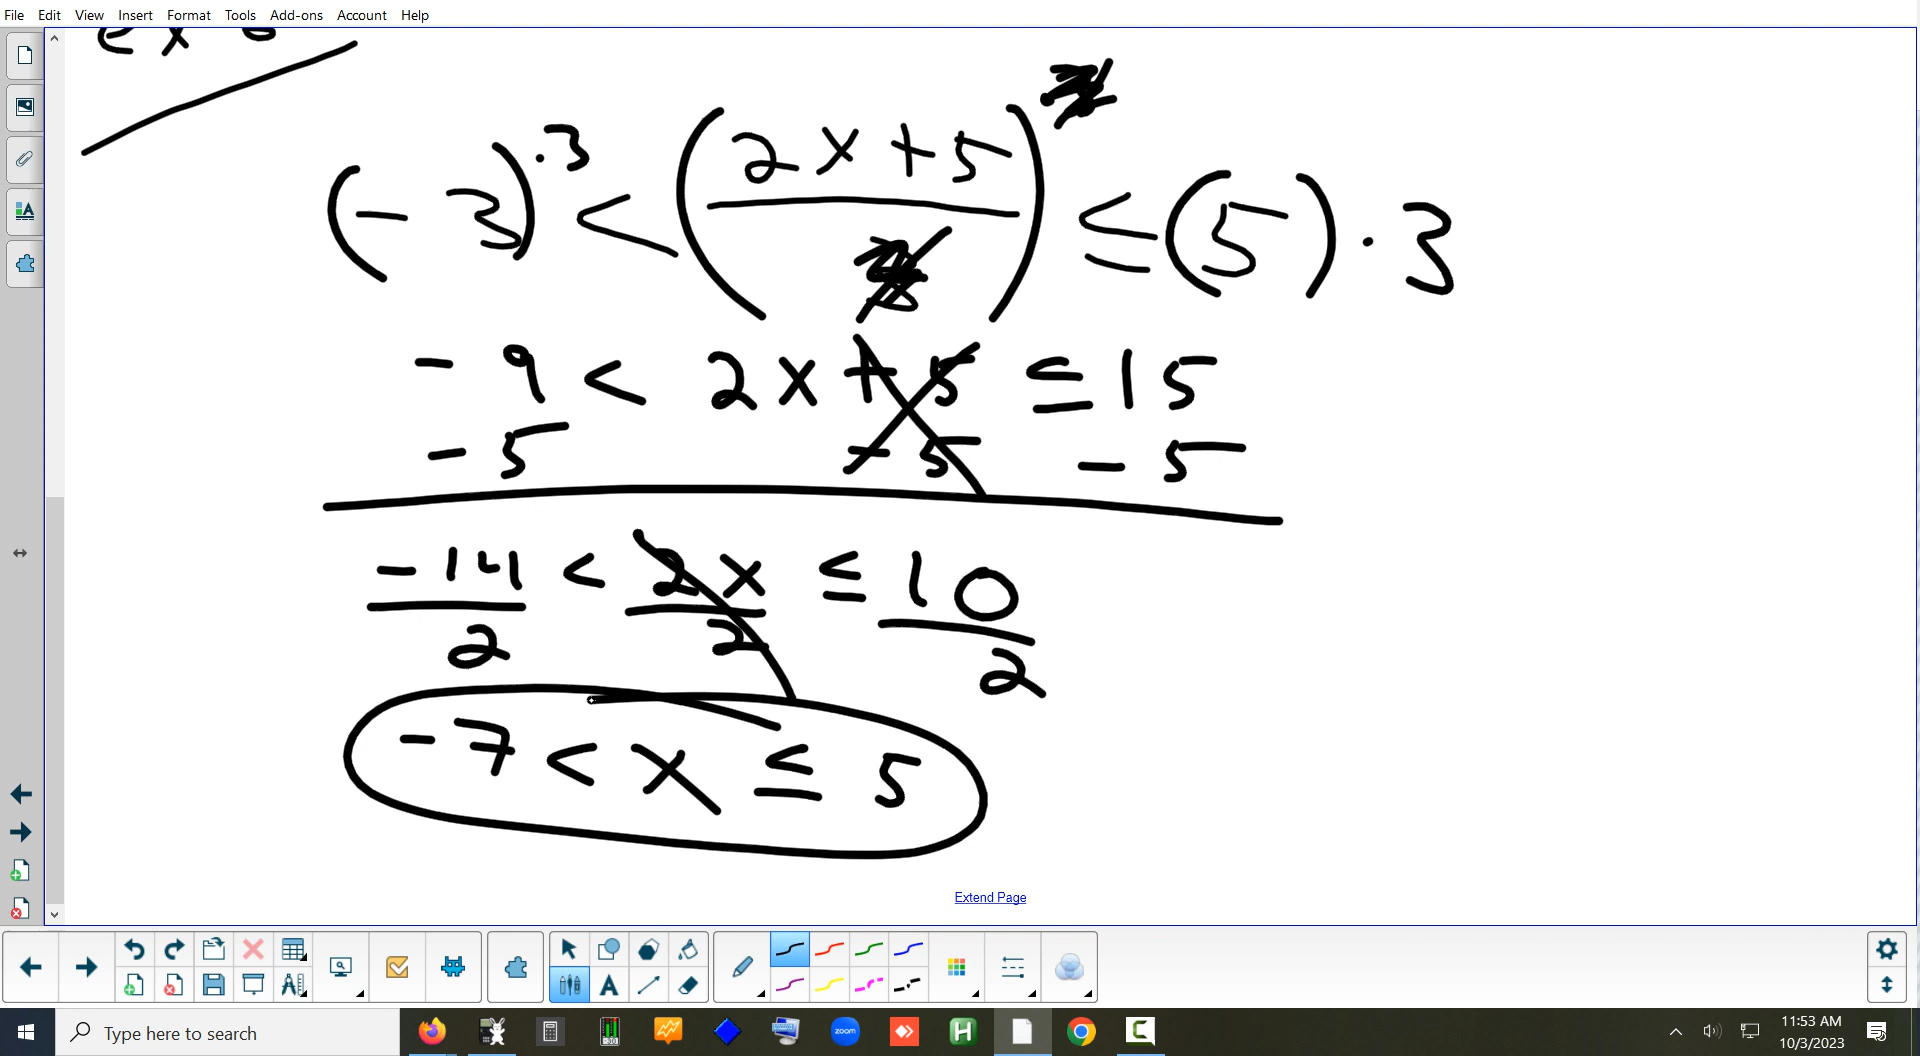 File Edit View Insert Format Tools Add-ons Account Help
ex
(-3)·3 < (2x+5)/3 ≤ (5)·3
-9 < 2x+5 ≤ 15
-5 -5 -5
-14/2 < 2x/2 ≤ 10/2
-7 < x ≤ 5
Extend Page
Type here to search
zoom
11:53 AM
10/3/2023